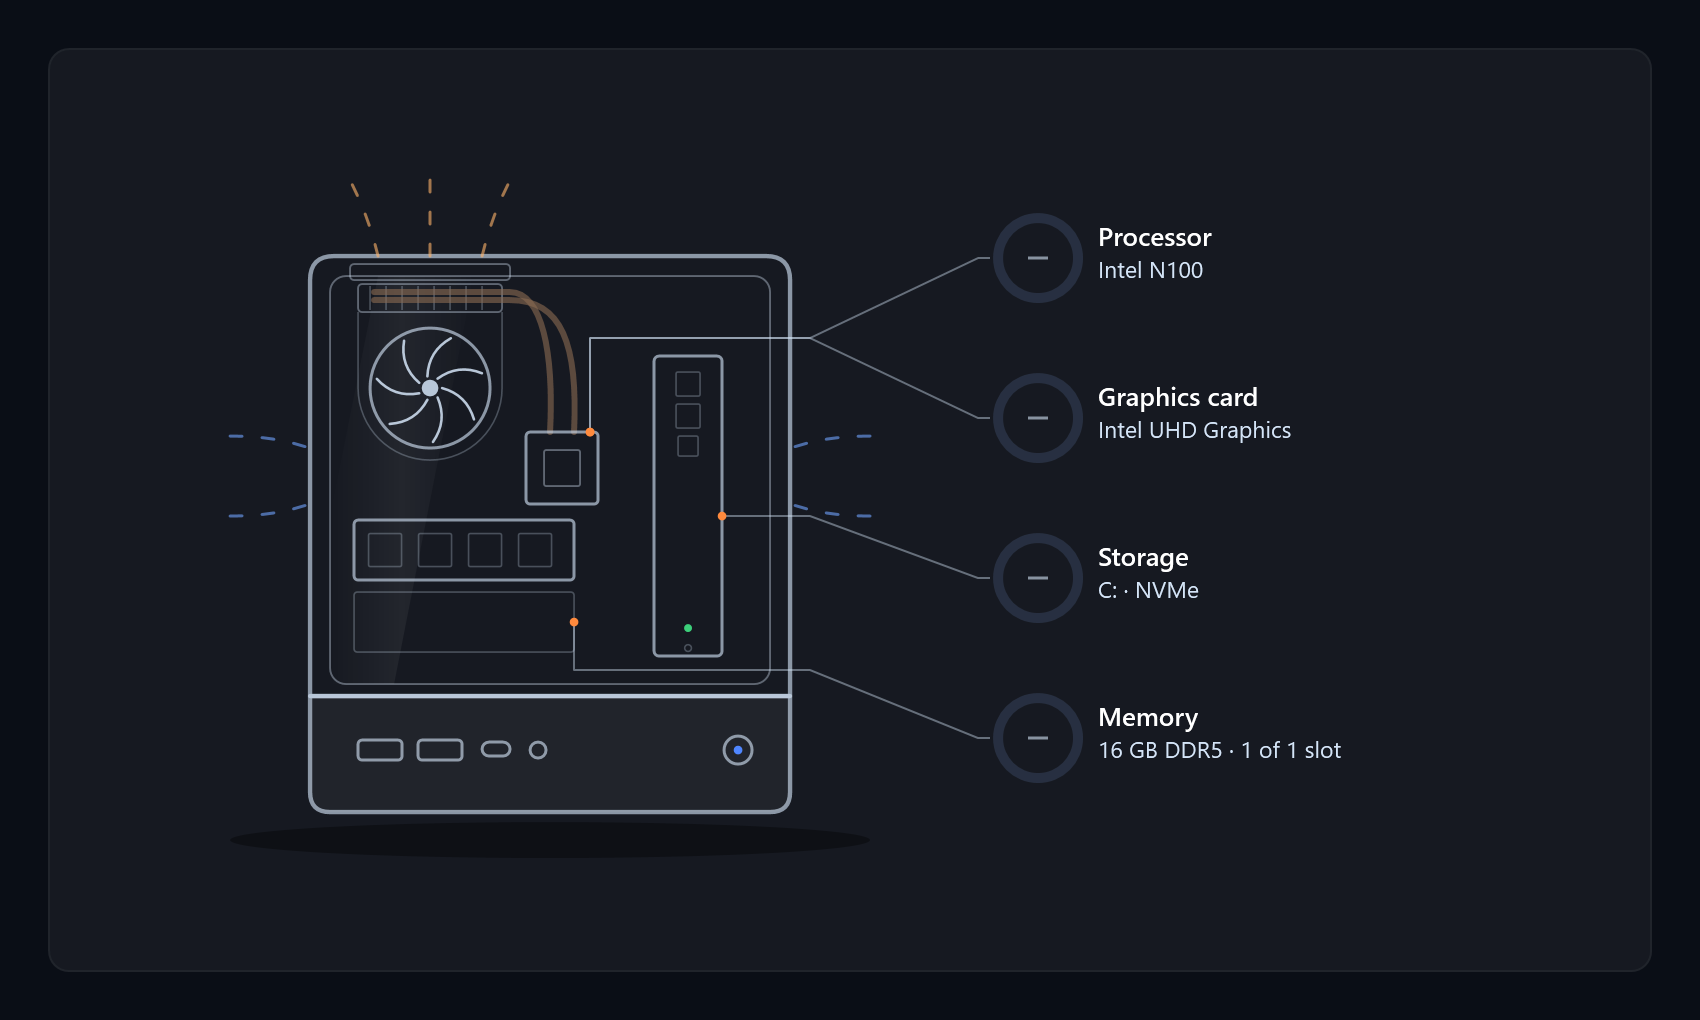 Processor
Intel N100
Graphics card
Intel UHD Graphics
Storage
C: · NVMe
Memory
16 GB DDR5 · 1 of 1 slot